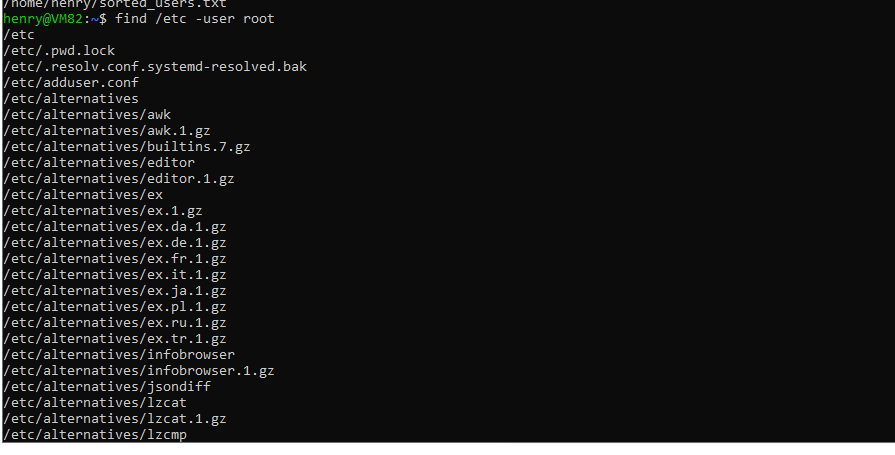 /home/henry/sorted_users.txt
henry@VM82:~$ find /etc -user root
/etc
/etc/.pwd.lock
/etc/.resolv.conf.systemd-resolved.bak
/etc/adduser.conf
/etc/alternatives
/etc/alternatives/awk
/etc/alternatives/awk.1.gz
/etc/alternatives/builtins.7.gz
/etc/alternatives/editor
/etc/alternatives/editor.1.gz
/etc/alternatives/ex
/etc/alternatives/ex.1.gz
/etc/alternatives/ex.da.1.gz
/etc/alternatives/ex.de.1.gz
/etc/alternatives/ex.fr.1.gz
/etc/alternatives/ex.it.1.gz
/etc/alternatives/ex.ja.1.gz
/etc/alternatives/ex.pl.1.gz
/etc/alternatives/ex.ru.1.gz
/etc/alternatives/ex.tr.1.gz
/etc/alternatives/infobrowser
/etc/alternatives/infobrowser.1.gz
/etc/alternatives/jsondiff
/etc/alternatives/lzcat
/etc/alternatives/lzcat.1.gz
/etc/alternatives/lzcmp